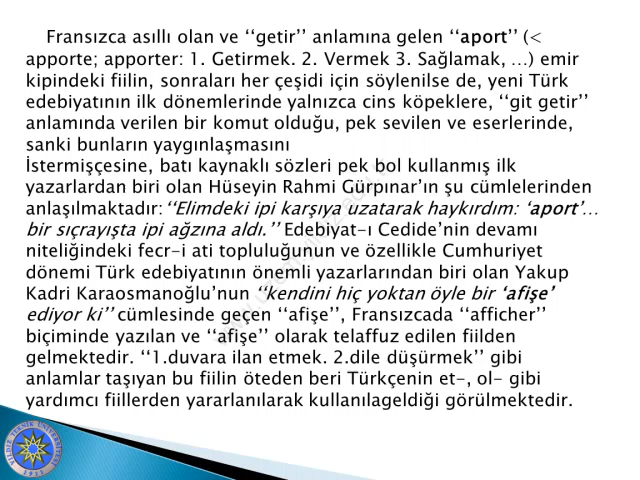 Fransızca asıllı olan ve ‘‘getir’’ anlamına gelen ‘‘aport’’ (<
apporte; apporter: 1. Getirmek. 2. Vermek 3. Sağlamak, …) emir
kipindeki fiilin, sonraları her çeşidi için söylenilse de, yeni Türk
edebiyatının ilk dönemlerinde yalnızca cins köpeklere, ‘‘git getir’’
anlamında verilen bir komut olduğu, pek sevilen ve eserlerinde,
sanki bunların yaygınlaşmasını
İstermişçesine, batı kaynaklı sözleri pek bol kullanmış ilk
yazarlardan biri olan Hüseyin Rahmi Gürpınar’ın şu cümlelerinden
anlaşılmaktadır: ‘‘Elimdeki ipi karşıya uzatarak haykırdım: ‘aport’…
bir sıçrayışta ipi ağzına aldı.’’ Edebiyat-ı Cedide’nin devamı
niteliğindeki fecr-i ati topluluğunun ve özellikle Cumhuriyet
dönemi Türk edebiyatının önemli yazarlarından biri olan Yakup
Kadri Karaosmanoğlu’nun ‘‘kendini hiç yoktan öyle bir ‘afişe’
ediyor ki’’ cümlesinde geçen ‘‘afişe’’, Fransızcada ‘‘afficher’’
biçiminde yazılan ve ‘‘afişe’’ olarak telaffuz edilen fiilden
gelmektedir. ‘‘1.duvara ilan etmek. 2.dile düşürmek’’ gibi
anlamlar taşıyan bu fiilin öteden beri Türkçenin et-, ol- gibi
yardımcı fiillerden yararlanılarak kullanılageldiği görülmektedir.
YILDIZ TEKNİK ÜNİVERSİTESİ
1911